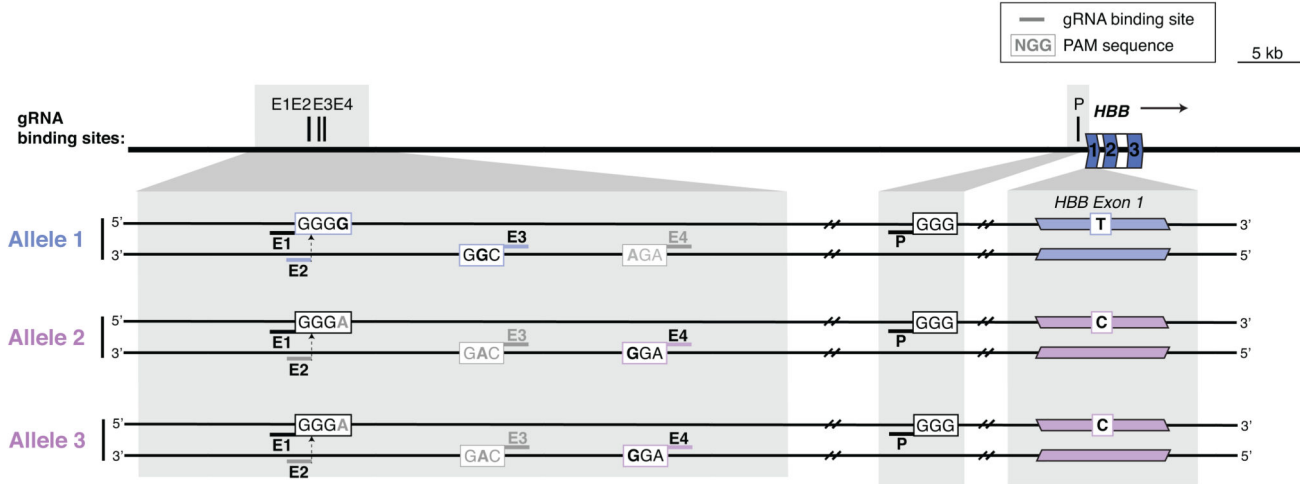 gRNA binding site
NGG PAM sequence
5 kb
E1E2 E3E4
P
HBB
gRNA
binding sites:
1 2 3
HBB Exon 1
Allele 1
5’ GGGG GGG T 3’
E1 E3 E4 P
3’ GGC AGA 5’
E2
Allele 2
5’ GGGA GGG C 3’
E1 E3 E4 P
3’ GAC GGA 5’
E2
Allele 3
5’ GGGA GGG C 3’
E1 E3 E4 P
3’ GAC GGA 5’
E2